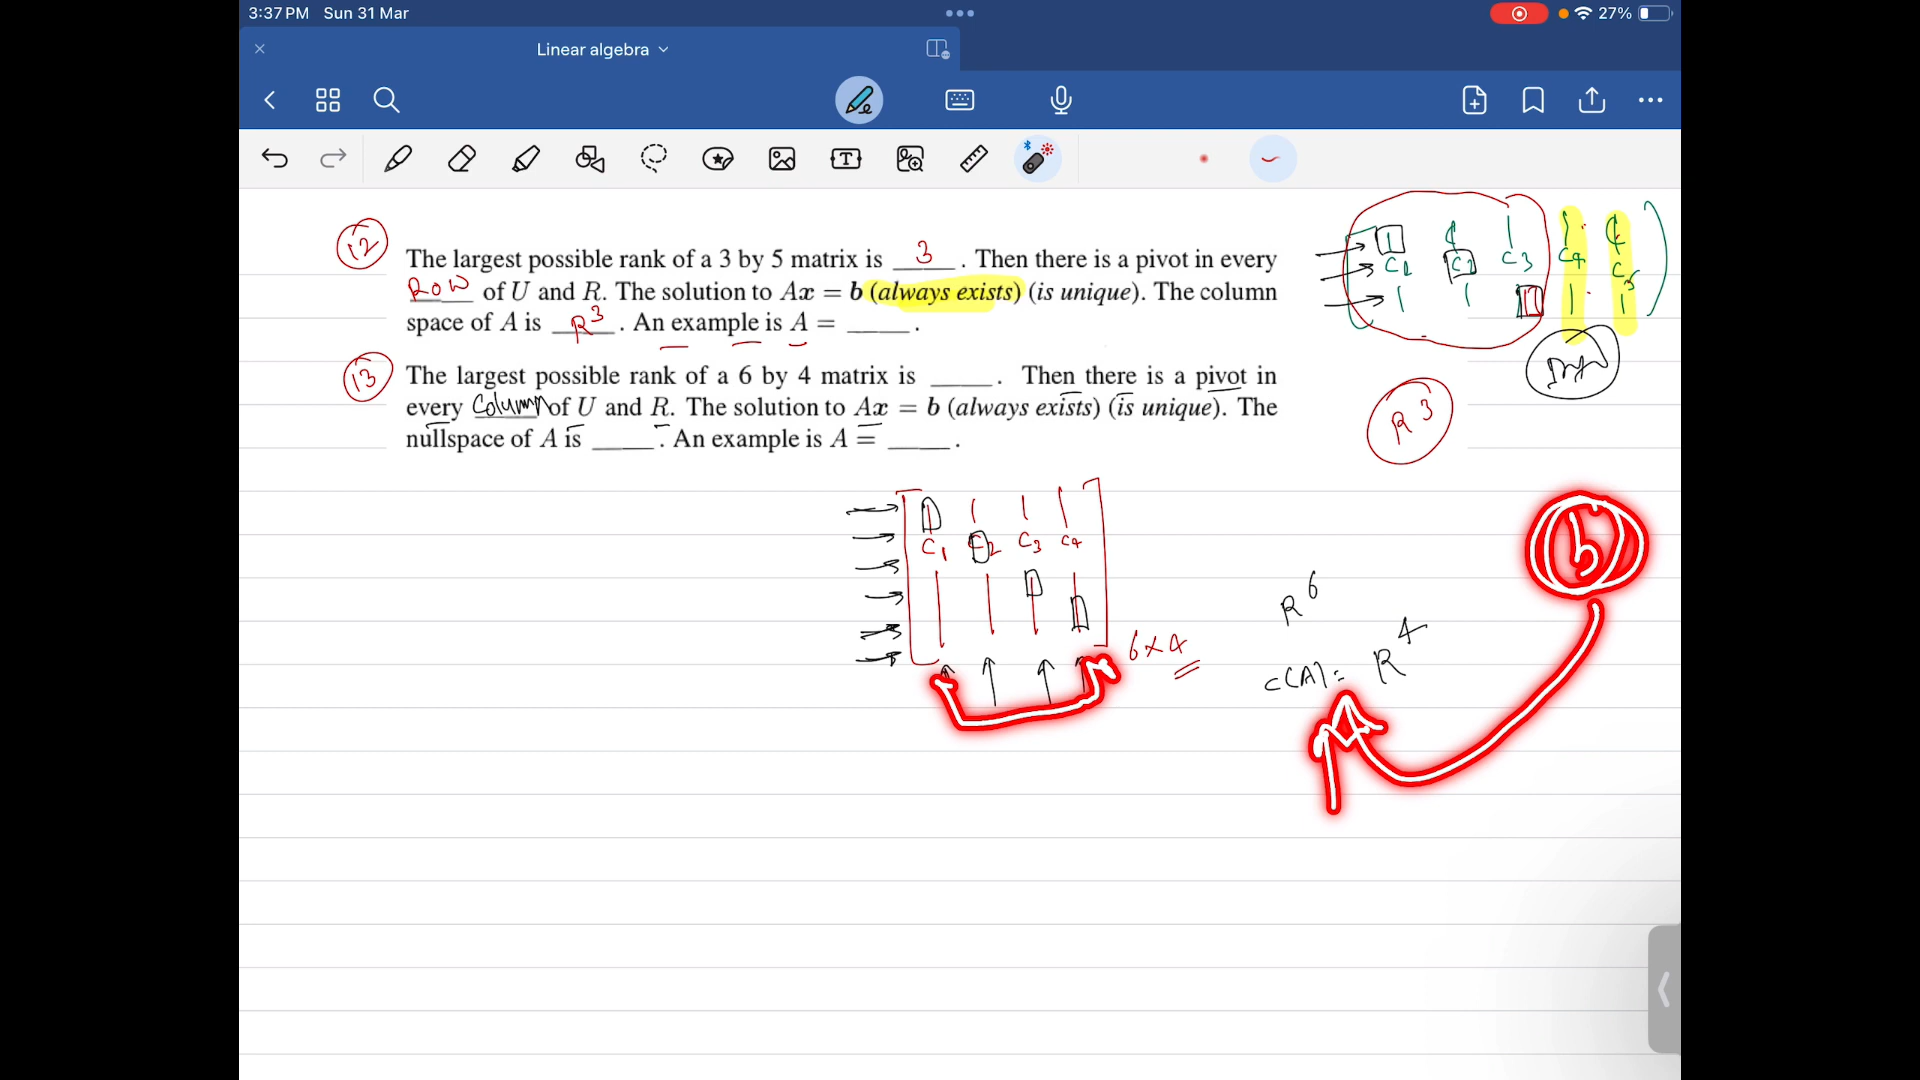 3:37 PM Sun 31 Mar
27%
Linear algebra
12
The largest possible rank of a 3 by 5 matrix is 3 . Then there is a pivot in every
Row of U and R. The solution to Ax = b (always exists) (is unique). The column
space of A is R³ . An example is A = ____ .
13
The largest possible rank of a 6 by 4 matrix is ____ . Then there is a pivot in
every Column of U and R. The solution to Ax = b (always exists) (is unique). The
nullspace of A is ____ . An example is A = ____ .
C1 C2 C3 C4 C5
R³
C1 C2 C3 C4
6×4
R⁶
C(A) = R⁴
b